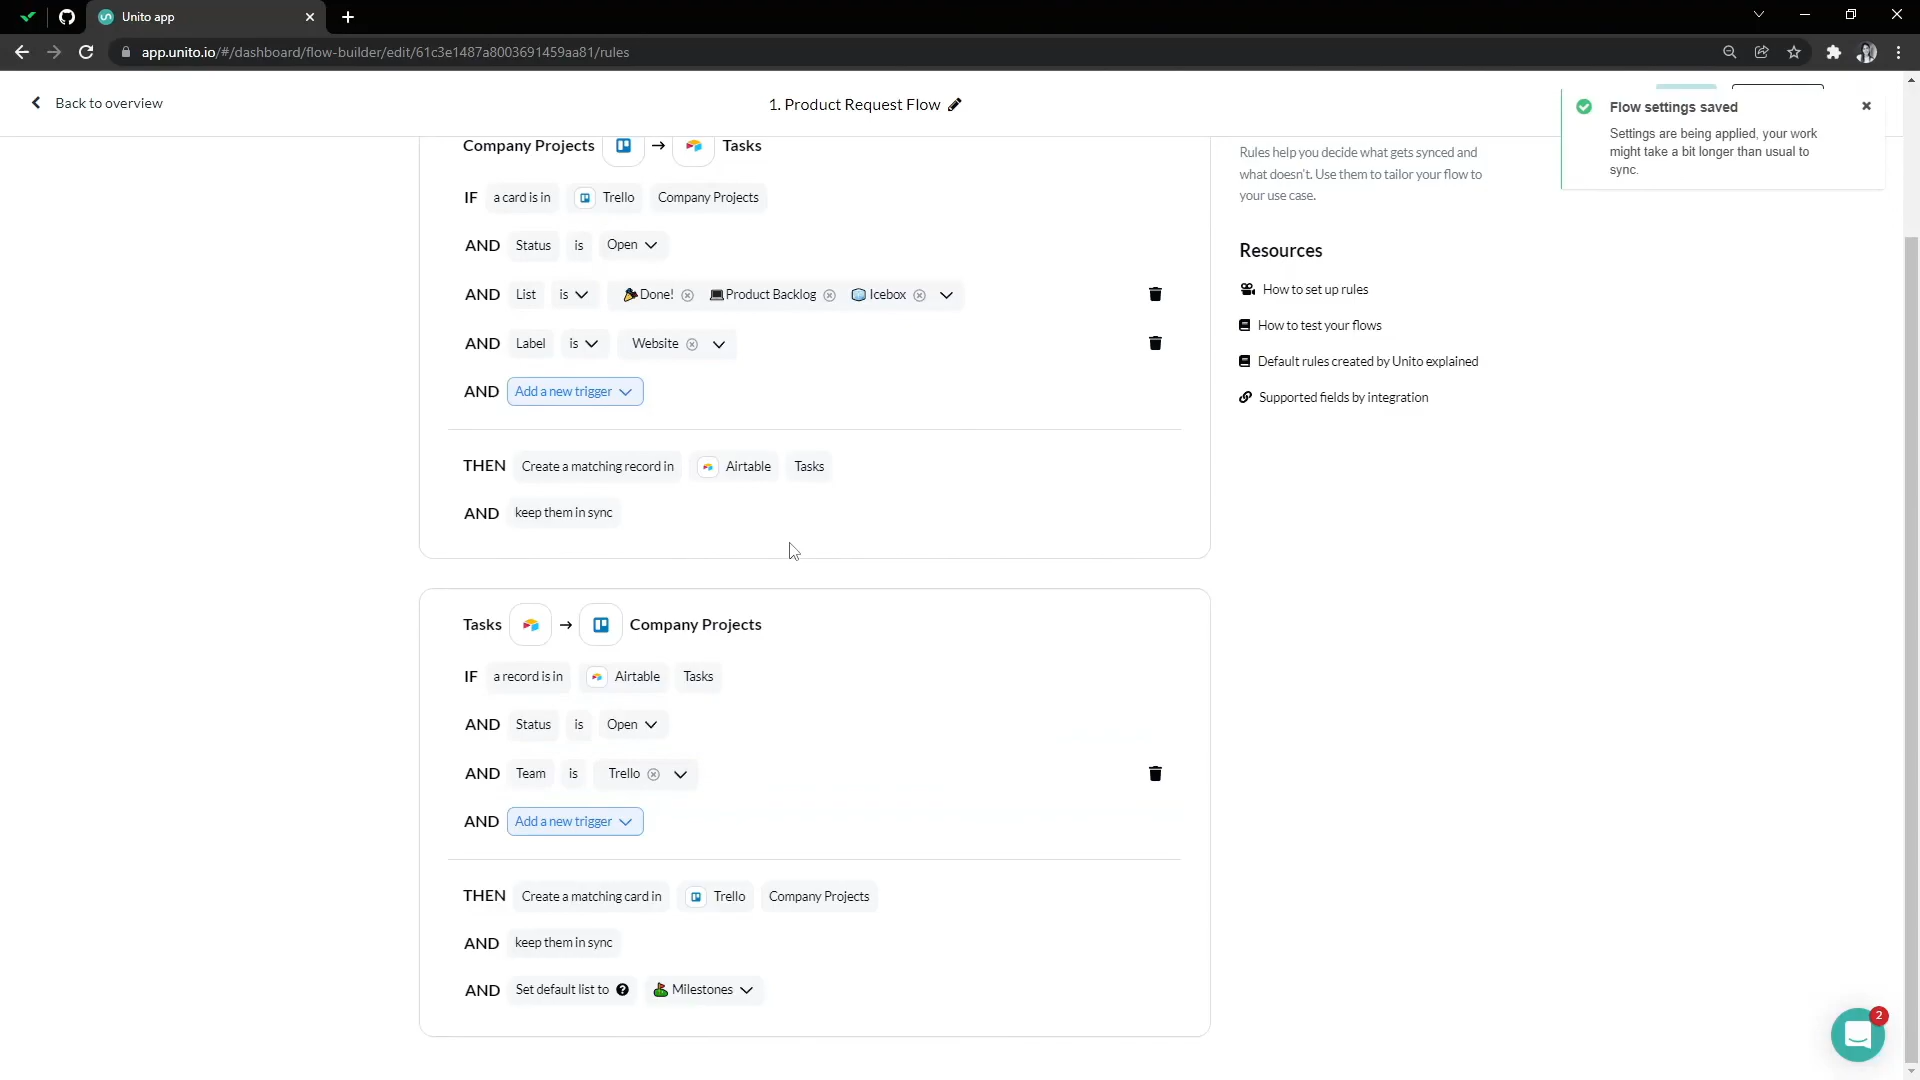 Unito app
app.unito.io/#/dashboard/flow-builder/edit/61c3e1487a8003691459aa81/rules
Back to overview
1. Product Request Flow
Flow settings saved
Settings are being applied, your work
might take a bit longer than usual to
sync.
Company Projects → Tasks
IF a card is in Trello Company Projects
AND Status is Open
AND List is Done! Product Backlog Icebox
AND Label is Website
AND Add a new trigger
THEN Create a matching record in Airtable Tasks
AND keep them in sync
Tasks → Company Projects
IF a record is in Airtable Tasks
AND Status is Open
AND Team is Trello
AND Add a new trigger
THEN Create a matching card in Trello Company Projects
AND keep them in sync
AND Set default list to Milestones
Rules help you decide what gets synced and
what doesn't. Use them to tailor your flow to
your use case.
Resources
How to set up rules
How to test your flows
Default rules created by Unito explained
Supported fields by integration
2